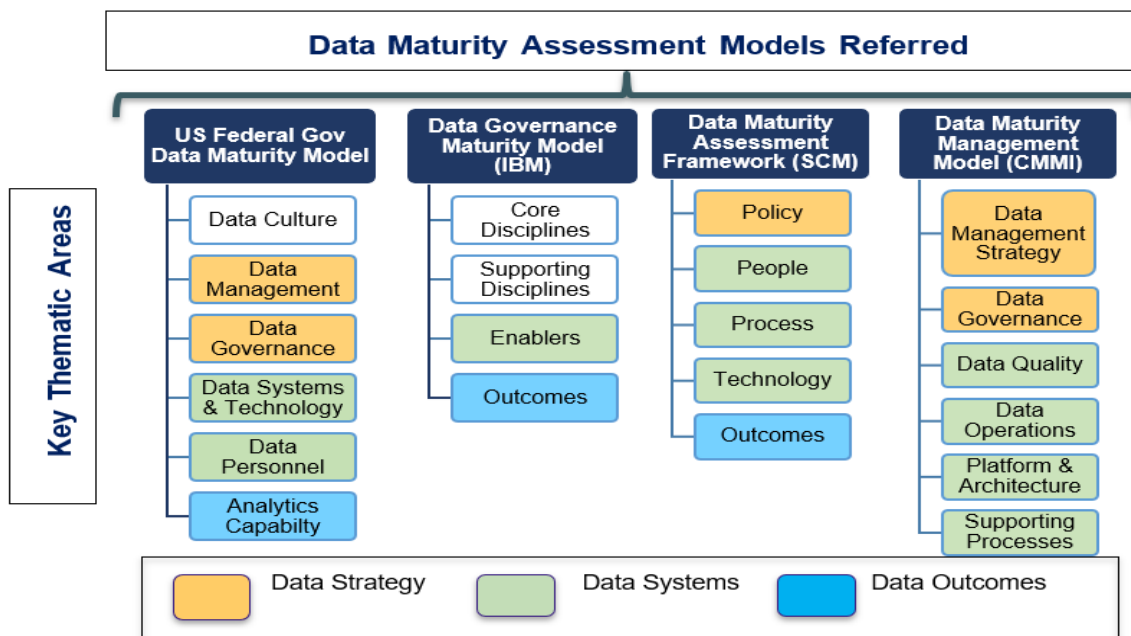 Data Maturity Assessment Models Referred
Key Thematic Areas
US Federal Gov
Data Maturity Model
Data Culture
Data
Management
Data
Governance
Data Systems
& Technology
Data
Personnel
Analytics
Capabilty
Data Governance
Maturity Model
(IBM)
Core
Disciplines
Supporting
Disciplines
Enablers
Outcomes
Data Maturity
Assessment
Framework (SCM)
Policy
People
Process
Technology
Outcomes
Data Maturity
Management
Model (CMMI)
Data
Management
Strategy
Data
Governance
Data Quality
Data
Operations
Platform &
Architecture
Supporting
Processes
Data Strategy
Data Systems
Data Outcomes